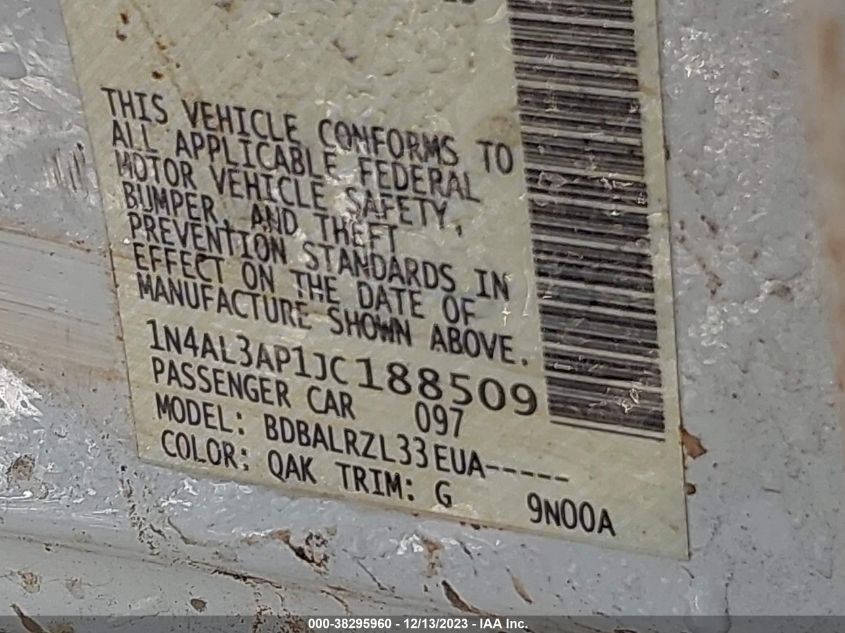 THIS VEHICLE CONFORMS TO
ALL APPLICABLE FEDERAL
MOTOR VEHICLE SAFETY,
BUMPER, AND THEFT
PREVENTION STANDARDS IN
EFFECT ON THE DATE OF
MANUFACTURE SHOWN ABOVE.
1N4AL3AP1JC188509
PASSENGER CAR 097
MODEL: BDBALRZL33EUA-----
COLOR: QAK TRIM: G 9N00A
000-38295960 - 12/13/2023 - IAA Inc.